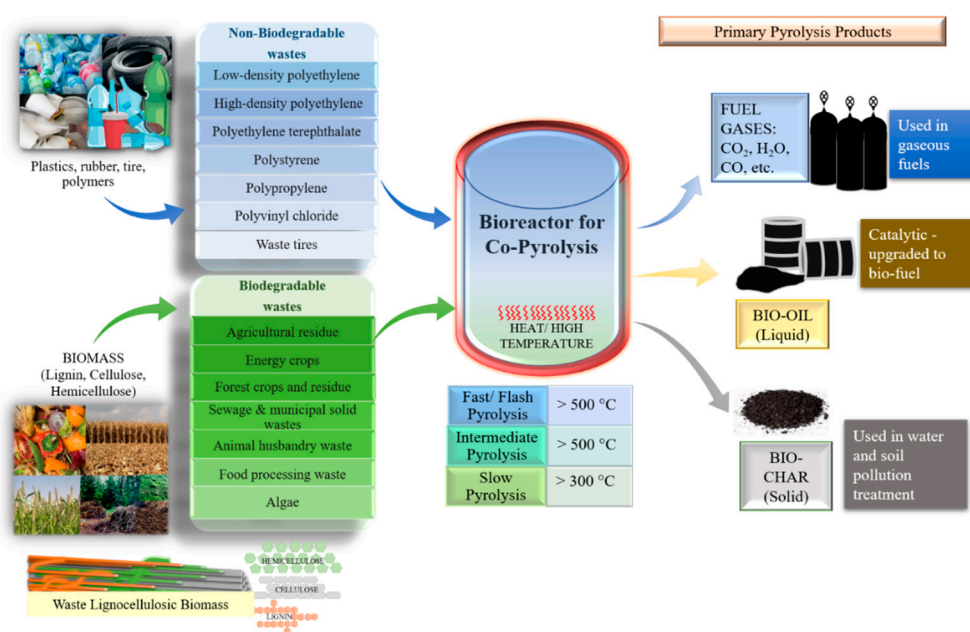 Non-Biodegradable
wastes
Low-density polyethylene
High-density polyethylene
Polyethylene terephthalate
Polystyrene
Polypropylene
Polyvinyl chloride
Waste tires
Plastics, rubber, tire,
polymers
Biodegradable
wastes
Agricultural residue
Energy crops
Forest crops and residue
Sewage & municipal solid
wastes
Animal husbandry waste
Food processing waste
Algae
BIOMASS
(Lignin, Cellulose,
Hemicellulose)
Waste Lignocellulosic Biomass
HEMICELLULOSE
CELLULOSE
LIGNIN
Bioreactor for
Co-Pyrolysis
HEAT/ HIGH
TEMPERATURE
Fast/ Flash
Pyrolysis
> 500 °C
Intermediate
Pyrolysis
> 500 °C
Slow
Pyrolysis
> 300 °C
Primary Pyrolysis Products
FUEL
GASES:
CO₂, H₂O,
CO, etc.
Used in
gaseous
fuels
Catalytic -
upgraded to
bio-fuel
BIO-OIL
(Liquid)
BIO-
CHAR
(Solid)
Used in water
and soil
pollution
treatment